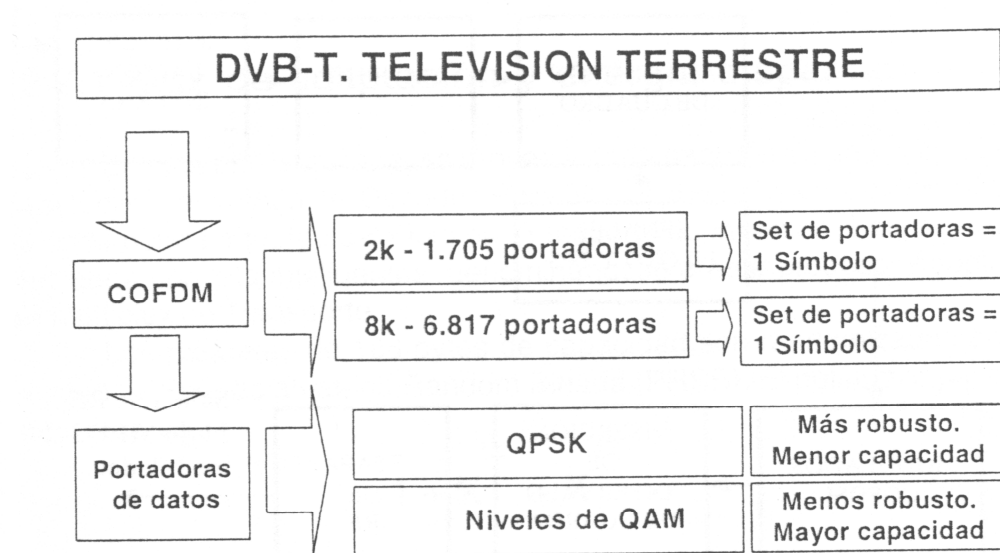 DVB-T. TELEVISION TERRESTRE
COFDM
2k - 1.705 portadoras
Set de portadoras =
1 Símbolo
8k - 6.817 portadoras
Set de portadoras =
1 Símbolo
Portadoras
de datos
QPSK
Más robusto.
Menor capacidad
Niveles de QAM
Menos robusto.
Mayor capacidad